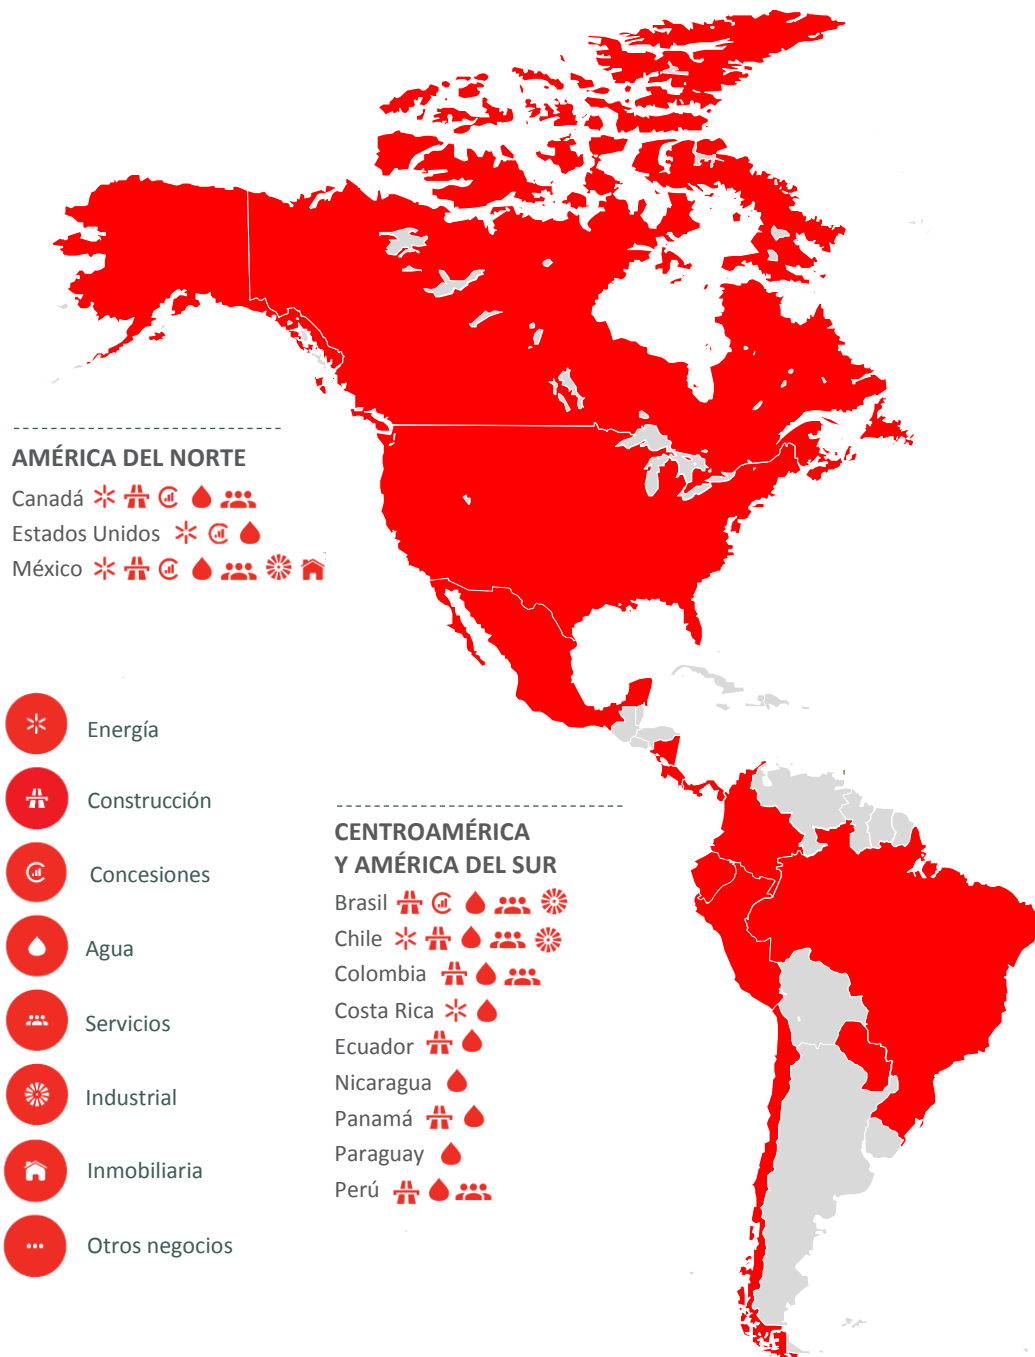 AMÉRICA DEL NORTE
Canadá
Estados Unidos
México
Energía
Construcción
Concesiones
Agua
Servicios
Industrial
Inmobiliaria
Otros negocios
CENTROAMÉRICA
Y AMÉRICA DEL SUR
Brasil
Chile
Colombia
Costa Rica
Ecuador
Nicaragua
Panamá
Paraguay
Perú